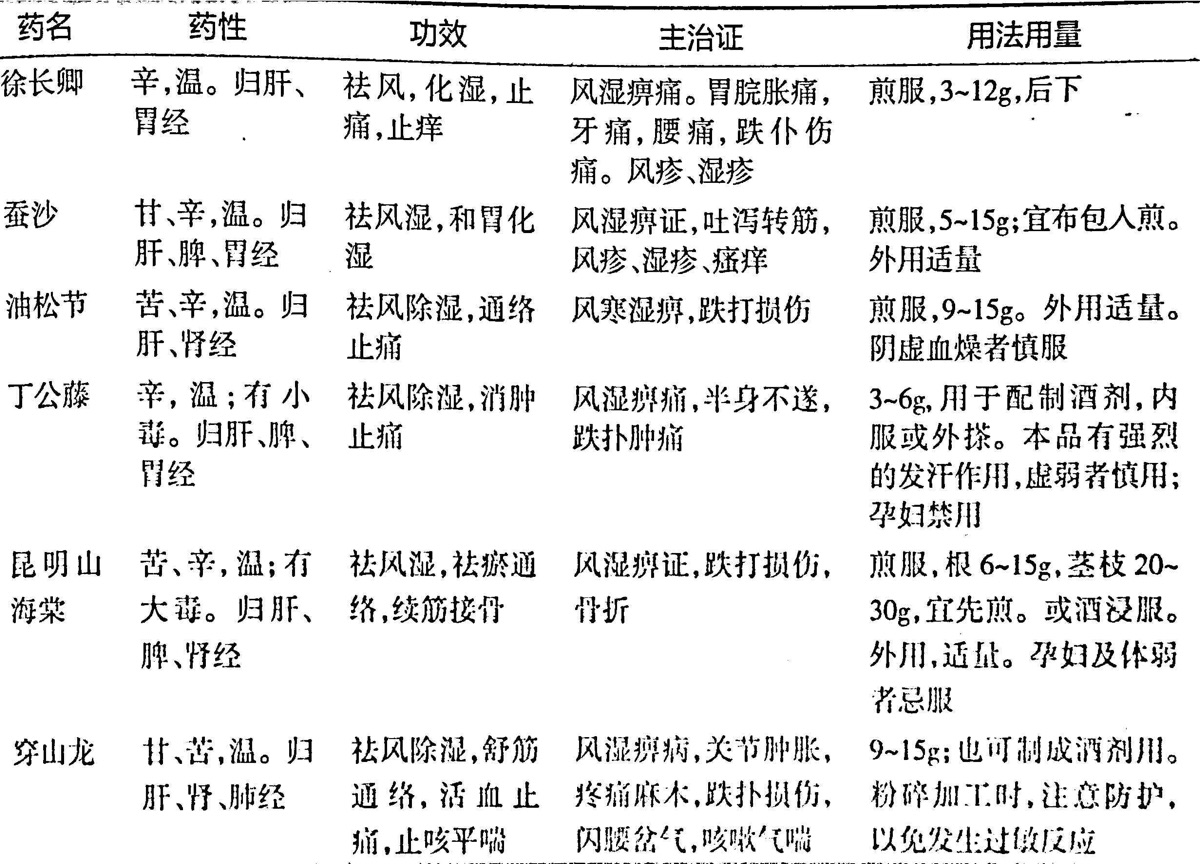 药名 药性 功效 主治证 用法用量
徐长卿 辛,温。归肝、 祛风,化湿,止 风湿痹痛。胃脘胀痛, 煎服,3~12g,后下
胃经 痛,止痒 牙痛,腰痛,跌仆伤
痛。风疹、湿疹
蚕沙 甘、辛,温。归 祛风湿,和胃化 风湿痹证,吐泻转筋, 煎服,5~15g;宜布包入煎。
肝、脾、胃经 湿 风疹、湿疹、瘙痒 外用适量
油松节 苦、辛,温。归 祛风除湿,通络 风寒湿痹,跌打损伤 煎服,9~15g。外用适量。
肝、肾经 止痛 阴虚血燥者慎服
丁公藤 辛,温;有小 祛风除湿,消肿 风湿痹痛,半身不遂, 3~6g,用于配制酒剂,内
毒。归肝、脾、 止痛 跌扑肿痛 服或外搽。本品有强烈
胃经 的发汗作用,虚弱者慎用;
孕妇禁用
昆明山 苦、辛,温;有 祛风湿,祛瘀通 风湿痹证,跌打损伤, 煎服,根6~15g,茎枝20~
海棠 大毒。归肝、 络,续筋接骨 骨折 30g,宜先煎。或酒浸服。
脾、肾经 外用,适量。孕妇及体弱
者忌服
穿山龙 甘、苦,温。归 祛风除湿,舒筋 风湿痹病,关节肿胀, 9~15g;也可制成酒剂用。
肝、肾、肺经 通络,活血止 疼痛麻木,跌扑损伤, 粉碎加工时,注意防护,
痛,止咳平喘 闪腰岔气,咳嗽气喘 以免发生过敏反应